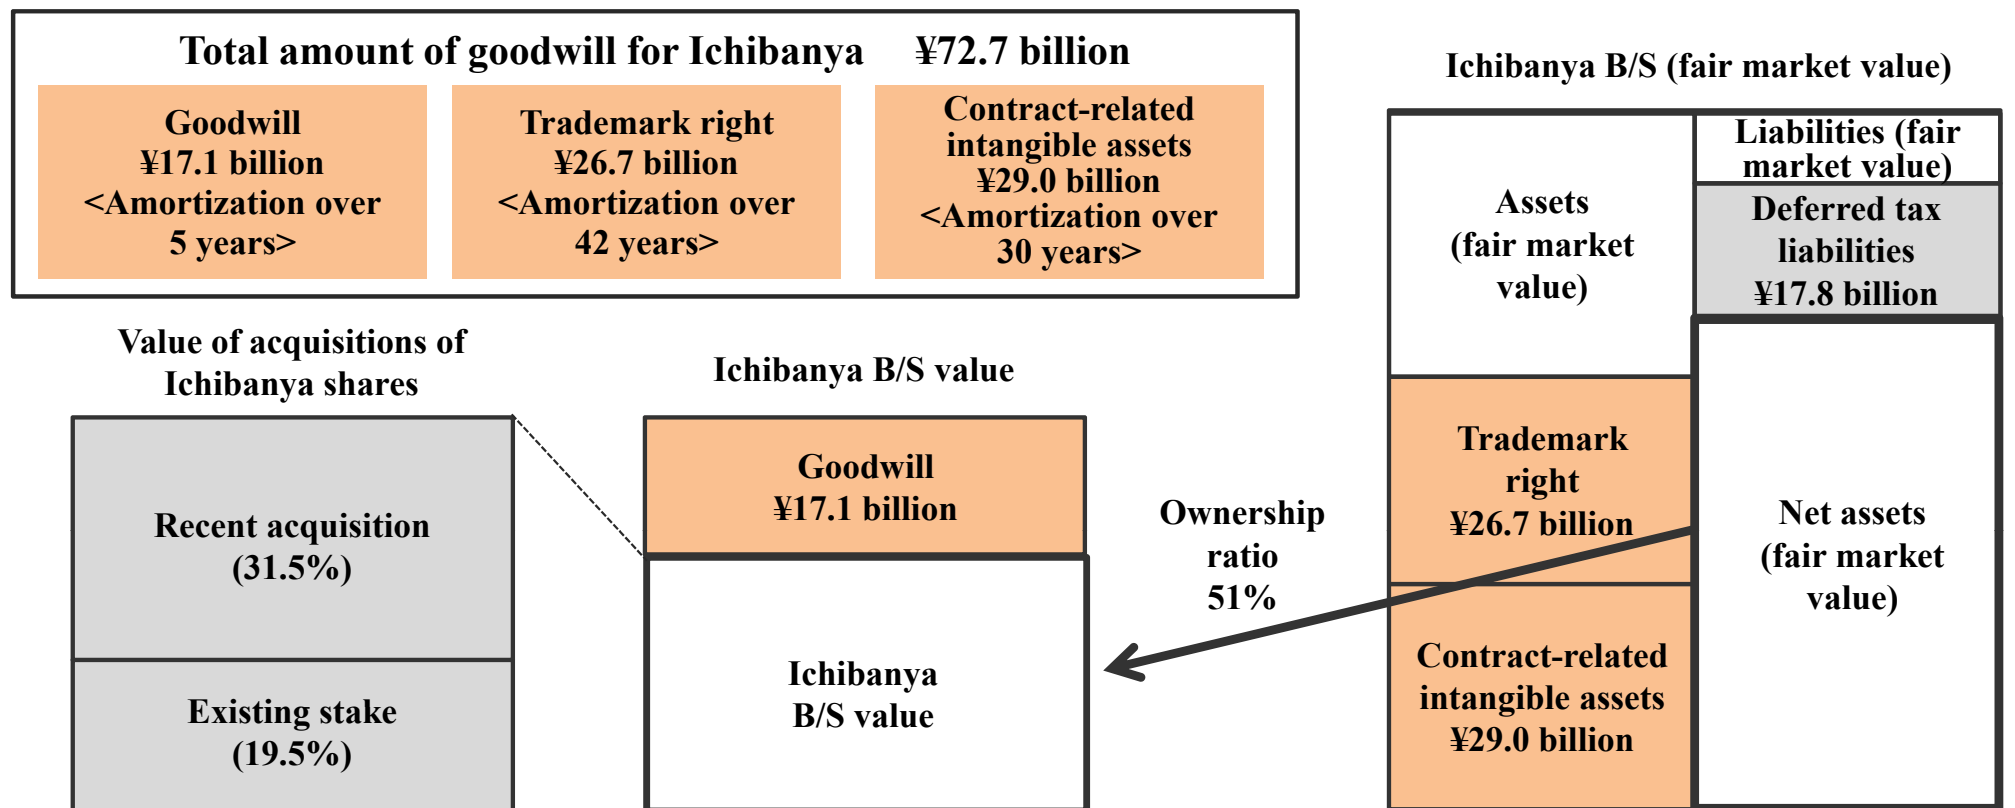 Total amount of goodwill for Ichibanya ¥72.7 billion
Goodwill
¥17.1 billion
<Amortization over
5 years>
Trademark right
¥26.7 billion
<Amortization over
42 years>
Contract-related
intangible assets
¥29.0 billion
<Amortization over
30 years>
Value of acquisitions of
Ichibanya shares
Recent acquisition
(31.5%)
Existing stake
(19.5%)
Ichibanya B/S value
Goodwill
¥17.1 billion
Ichibanya
B/S value
Ownership
ratio
51%
Ichibanya B/S (fair market value)
Assets
(fair market
value)
Trademark
right
¥26.7 billion
Contract-related
intangible assets
¥29.0 billion
Liabilities (fair
market value)
Deferred tax
liabilities
¥17.8 billion
Net assets
(fair market
value)